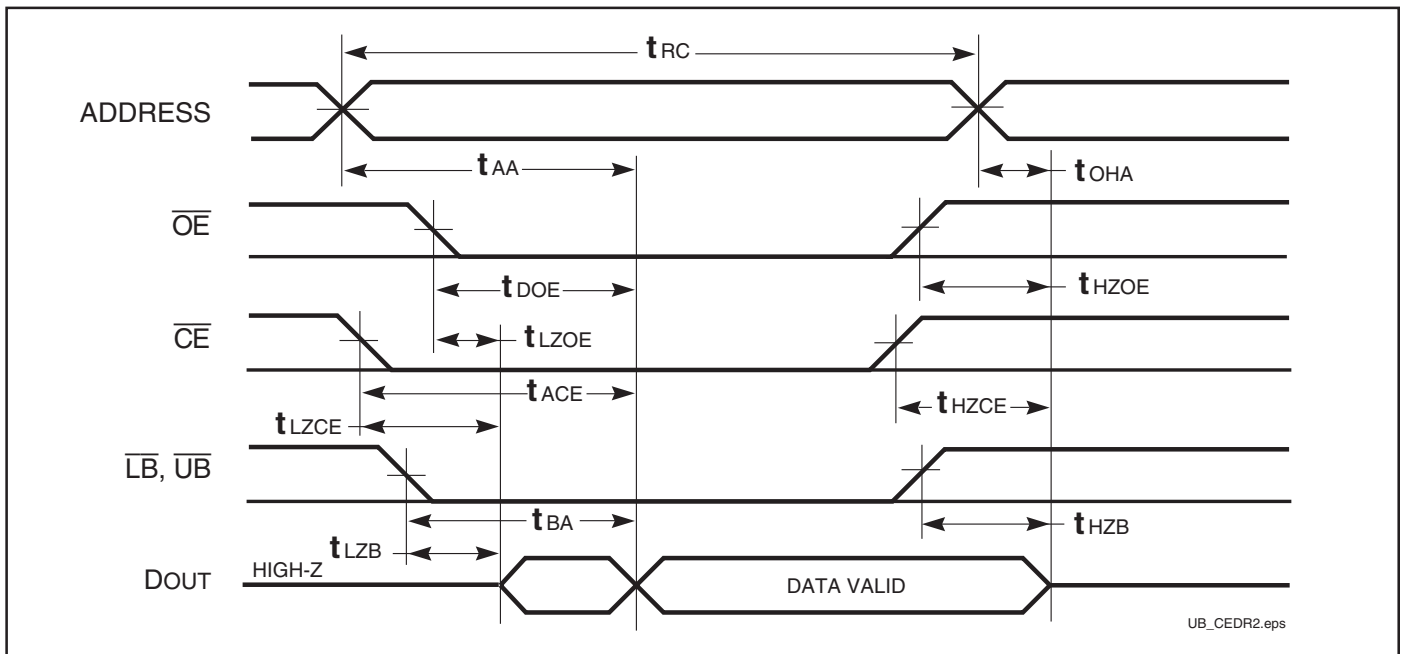 tRC
ADDRESS
tAA
tOHA
OE
tDOE
tHZOE
CE
tLZOE
tACE
tHZCE
tLZCE
LB, UB
tBA
tHZB
tLZB
DOUT
HIGH-Z
DATA VALID
UB_CEDR2.eps